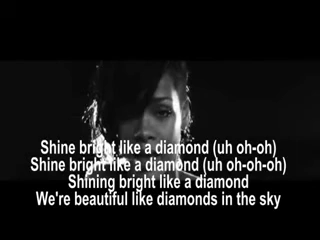 Shine bright like a diamond (uh oh-oh)
Shine bright like a diamond (uh oh-oh-oh)
Shining bright like a diamond
We're beautiful like diamonds in the sky